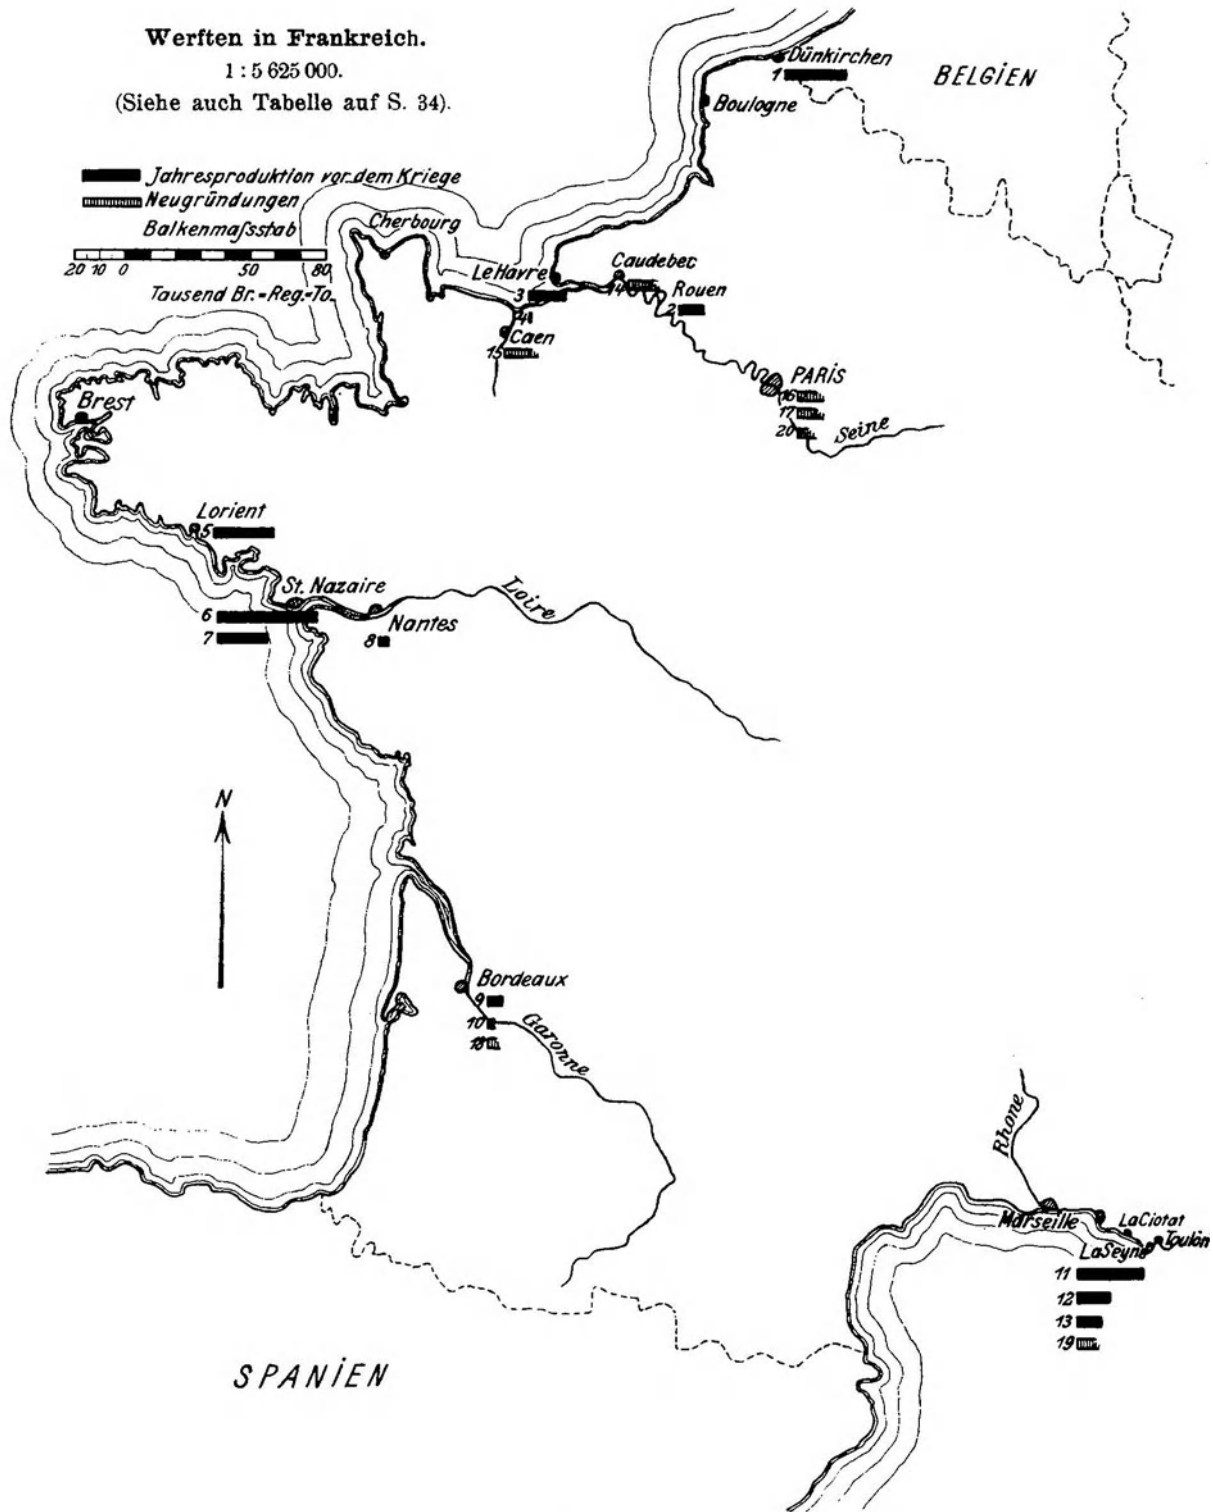 Werften in Frankreich.
1 : 5 625 000.
(Siehe auch Tabelle auf S. 34).
Jahresproduktion vor dem Kriege
Neugründungen
Balkenmaſsstab
20 10 0 50 80
Tausend Br.-Reg.-To.
Dünkirchen
1
BELGIEN
Boulogne
Cherbourg
Le Havre
3
Caudebec
14
Rouen
2
4
Caen
15
PARIS
16
17
20
Seine
Brest
Lorient
5
St. Nazaire
6
7
Loire
Nantes
8
N
Bordeaux
9
10
18
Garonne
Rhone
Marseille
La Ciotat
La Seyne
Toulon
11
12
13
19
SPANIEN